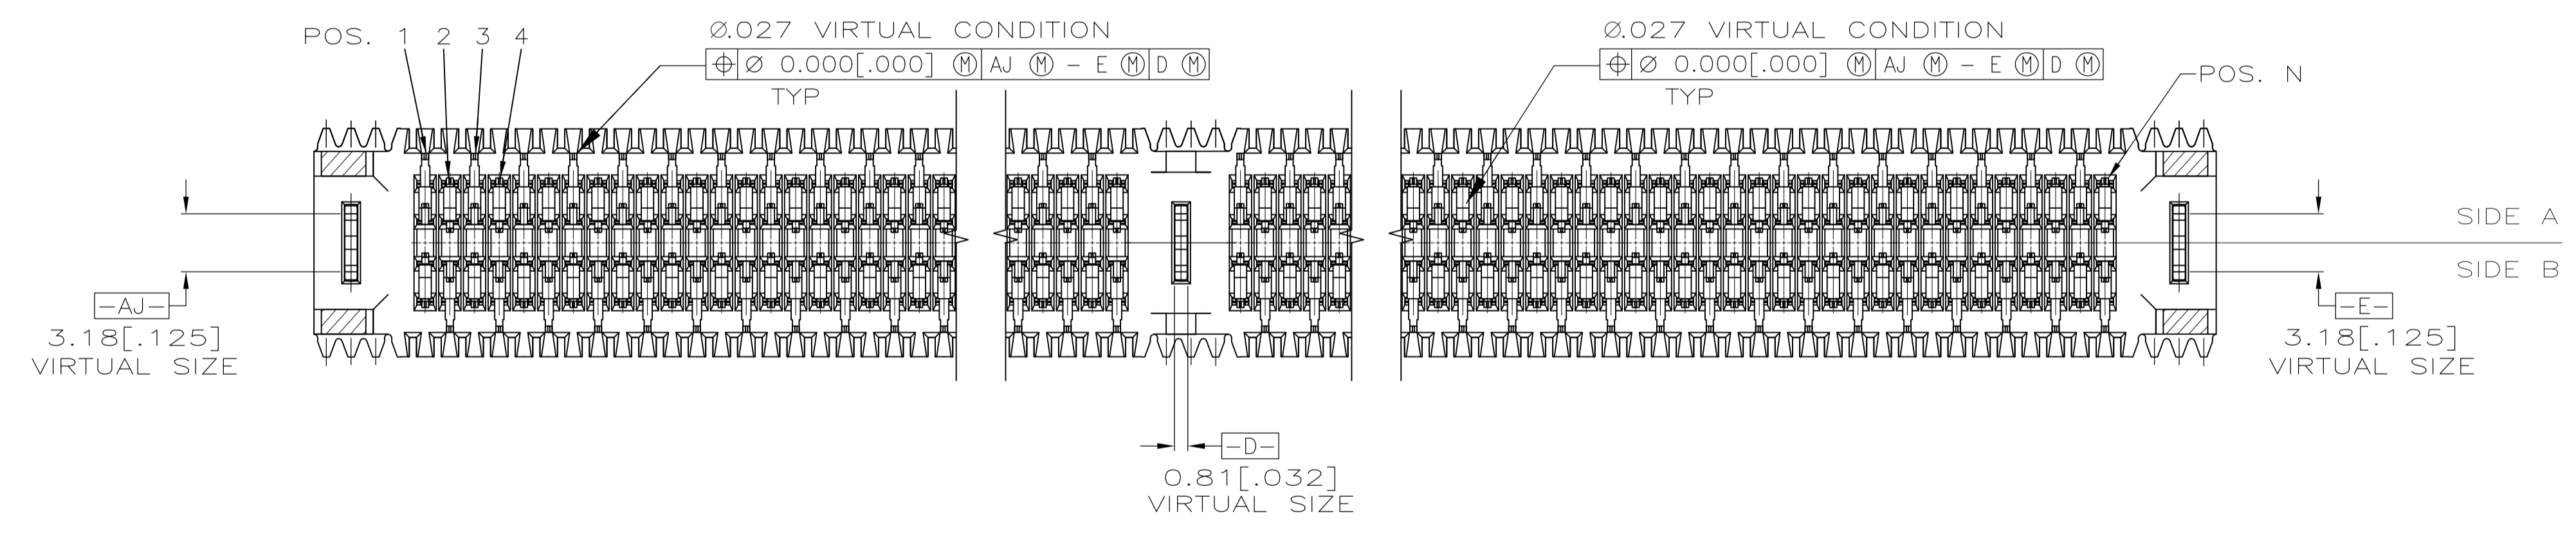 POS. 1 2 3 4
Ø.027 VIRTUAL CONDITION
⌖ Ø 0.000[.000] Ⓜ AJ Ⓜ - E Ⓜ D Ⓜ
TYP
Ø.027 VIRTUAL CONDITION
⌖ Ø 0.000[.000] Ⓜ AJ Ⓜ - E Ⓜ D Ⓜ
TYP
POS. N
SIDE A
SIDE B
-AJ-
3.18[.125]
VIRTUAL SIZE
-E-
3.18[.125]
VIRTUAL SIZE
-D-
0.81[.032]
VIRTUAL SIZE